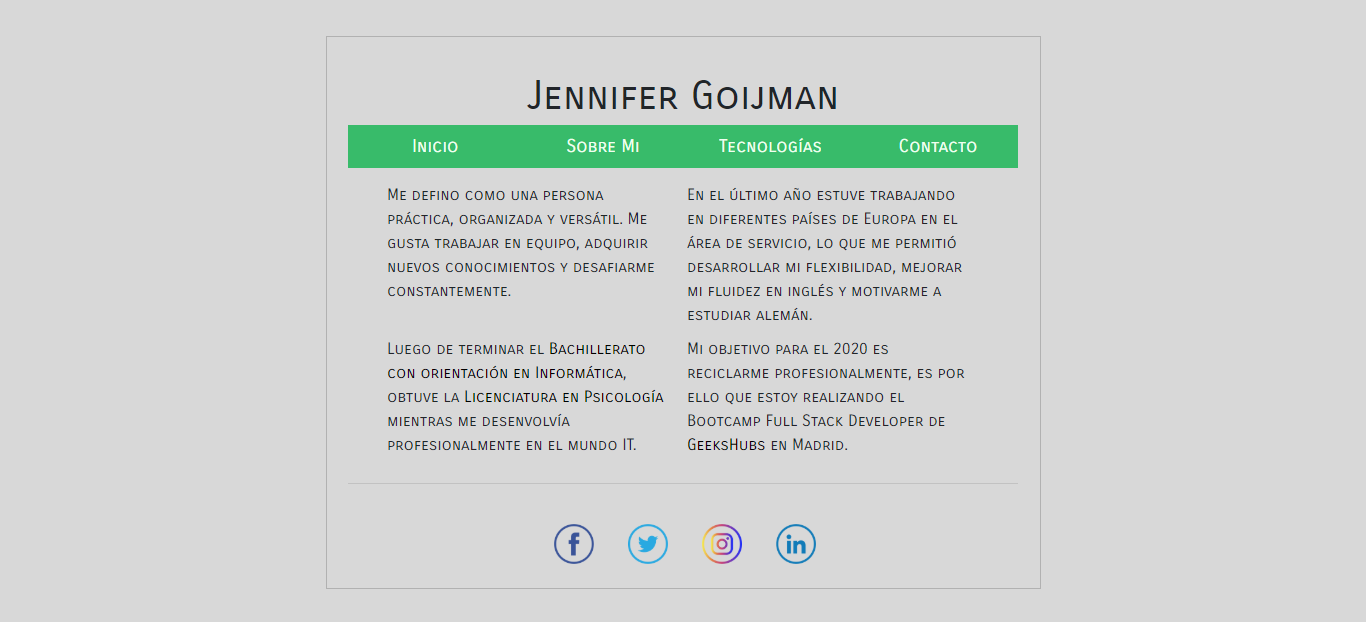 Jennifer Goijman
Inicio Sobre Mi Tecnologías Contacto
Me defino como una persona
práctica, organizada y versátil. Me
gusta trabajar en equipo, adquirir
nuevos conocimientos y desafiarme
constantemente.
En el último año estuve trabajando
en diferentes países de Europa en el
área de servicio, lo que me permitió
desarrollar mi flexibilidad, mejorar
mi fluidez en inglés y motivarme a
estudiar alemán.
Luego de terminar el Bachillerato
con orientación en Informática,
obtuve la Licenciatura en Psicología
mientras me desenvolvía
profesionalmente en el mundo IT.
Mi objetivo para el 2020 es
reciclarme profesionalmente, es por
ello que estoy realizando el
Bootcamp Full Stack Developer de
GeeksHubs en Madrid.